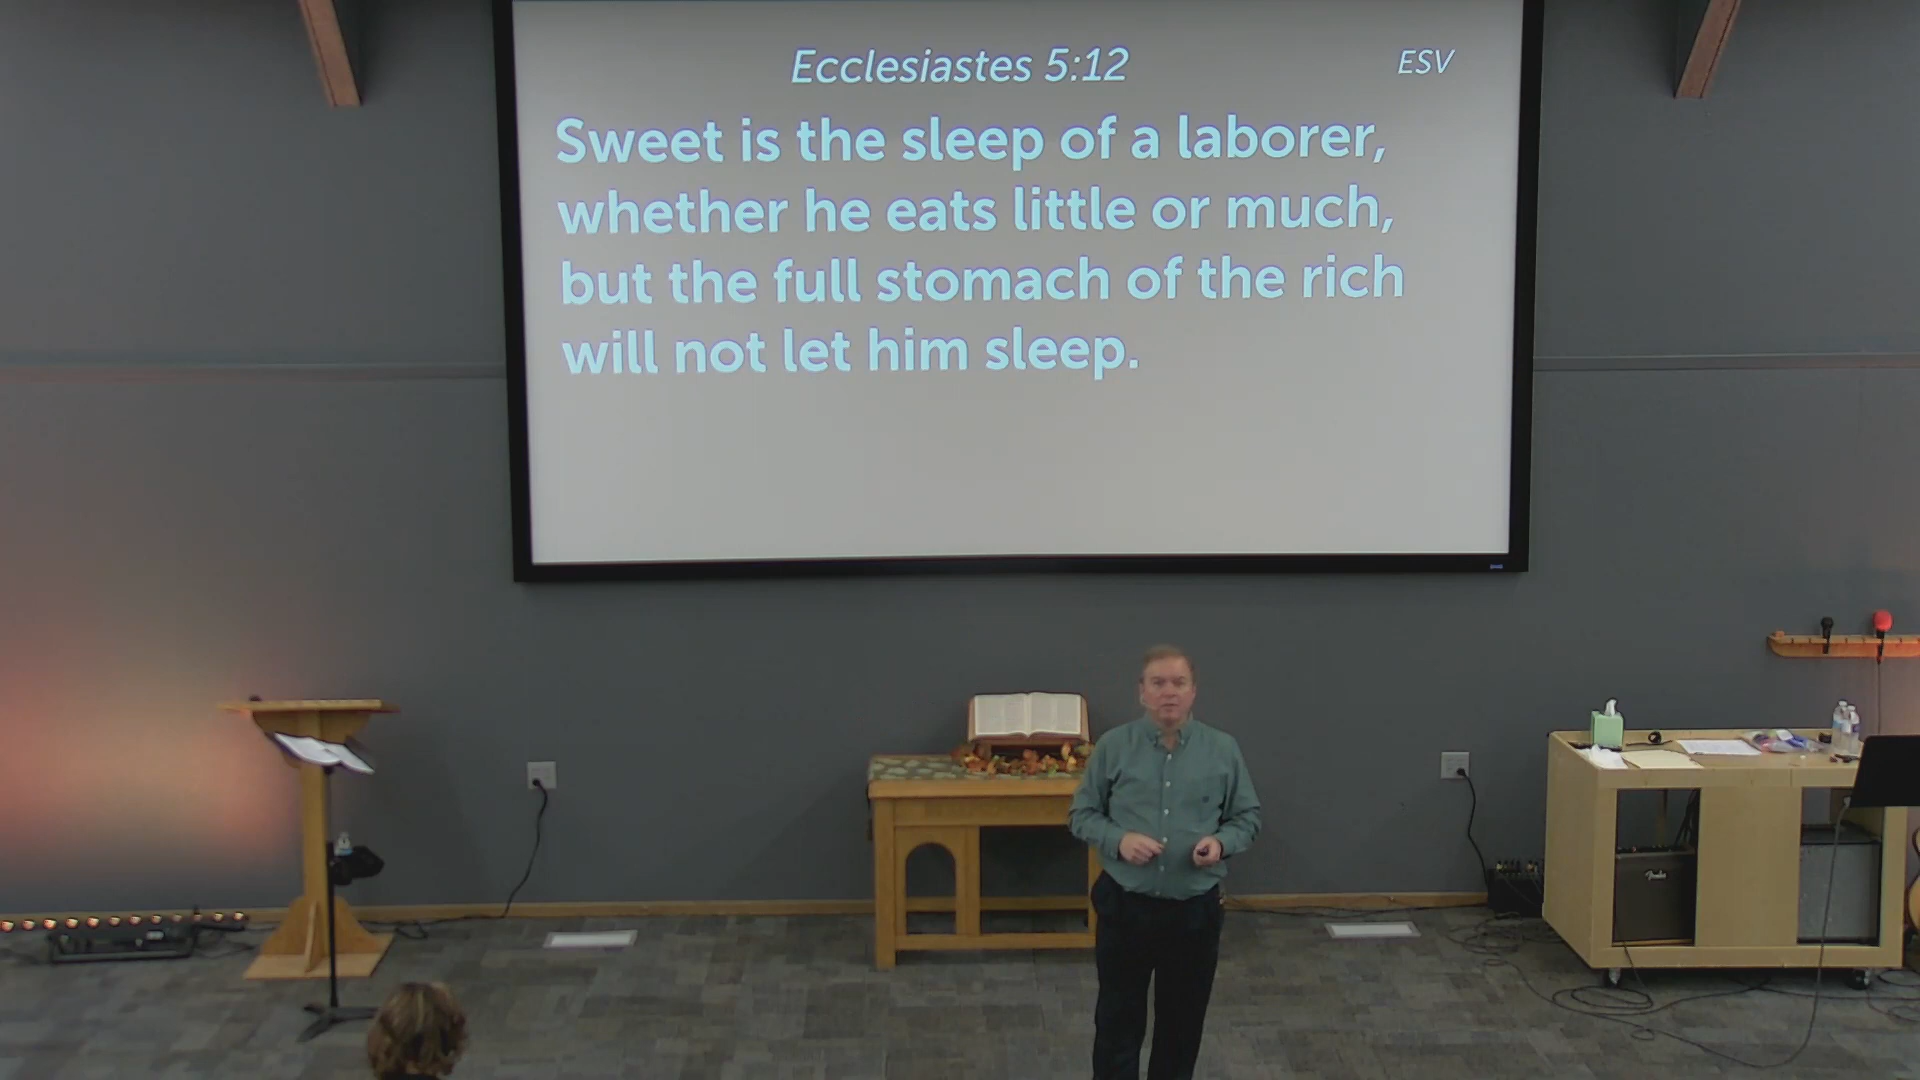 Ecclesiastes 5:12
ESV
Sweet is the sleep of a laborer,
whether he eats little or much,
but the full stomach of the rich
will not let him sleep.
Fender